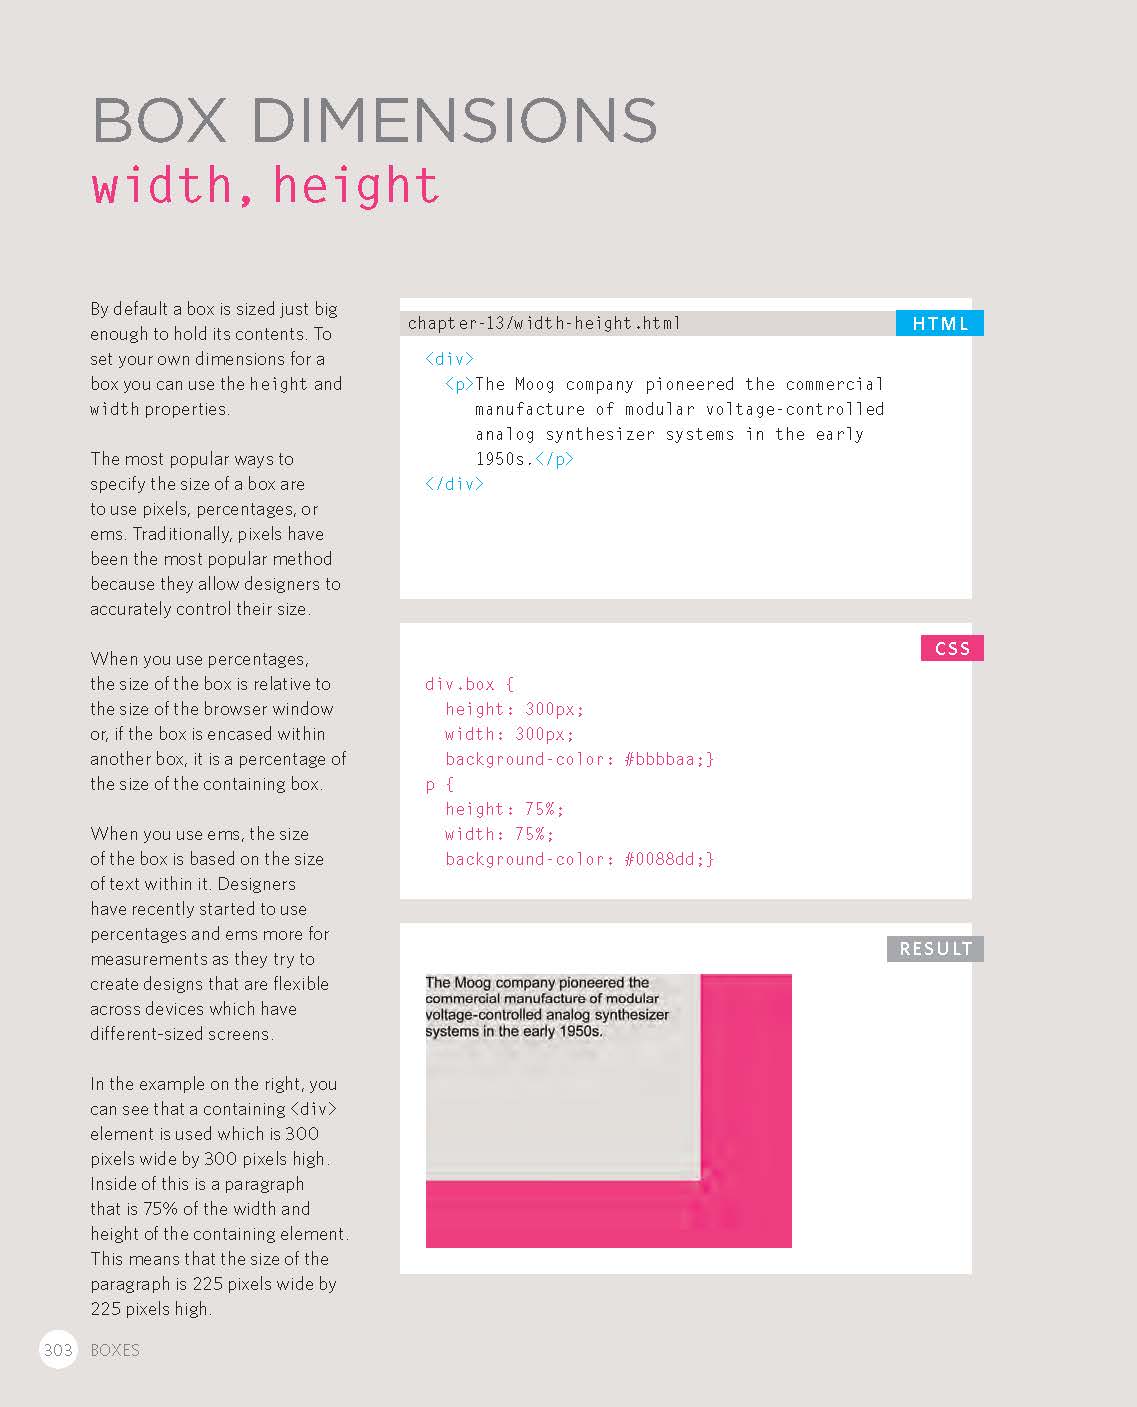 BOX DIMENSIONS
width, height
By default a box is sized just big
enough to hold its contents. To
set your own dimensions for a
box you can use the height and
width properties.
The most popular ways to
specify the size of a box are
to use pixels, percentages, or
ems. Traditionally, pixels have
been the most popular method
because they allow designers to
accurately control their size.
When you use percentages,
the size of the box is relative to
the size of the browser window
or, if the box is encased within
another box, it is a percentage of
the size of the containing box.
When you use ems, the size
of the box is based on the size
of text within it. Designers
have recently started to use
percentages and ems more for
measurements as they try to
create designs that are flexible
across devices which have
different-sized screens.
In the example on the right, you
can see that a containing <div>
element is used which is 300
pixels wide by 300 pixels high.
Inside of this is a paragraph
that is 75% of the width and
height of the containing element.
This means that the size of the
paragraph is 225 pixels wide by
225 pixels high.
chapter-13/width-height.html HTML
<div>
<p>The Moog company pioneered the commercial
manufacture of modular voltage-controlled
analog synthesizer systems in the early
1950s.</p>
</div>
CSS
div.box {
height: 300px;
width: 300px;
background-color: #bbbbaa;}
p {
height: 75%;
width: 75%;
background-color: #0088dd;}
RESULT
The Moog company pioneered the
commercial manufacture of modular
voltage-controlled analog synthesizer
systems in the early 1950s.
303 BOXES